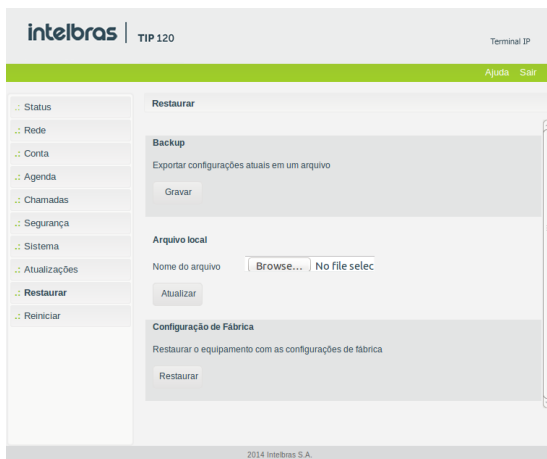 intelbras TIP 120
Terminal IP
Ajuda Sair
.: Status
.: Rede
.: Conta
.: Agenda
.: Chamadas
.: Segurança
.: Sistema
.: Atualizações
.: Restaurar
.: Reiniciar
Restaurar
Backup
Exportar configurações atuais em um arquivo
Gravar
Arquivo local
Nome do arquivo Browse... No file selec
Atualizar
Configuração de Fábrica
Restaurar o equipamento com as configurações de fábrica
Restaurar
2014 Intelbras S.A.